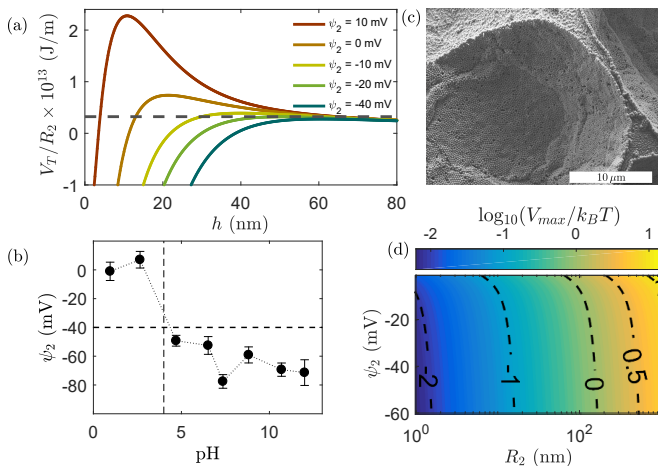 (a)
V_T/R_2 × 10^13 (J/m)
2
1
0
-1
0 20 40 60 80
h (nm)
ψ_2 = 10 mV
ψ_2 = 0 mV
ψ_2 = -10 mV
ψ_2 = -20 mV
ψ_2 = -40 mV
(c)
10 μm
(b)
ψ_2 (mV)
0
-20
-40
-60
-80
0 5 10
pH
log_10(V_max/k_BT)
(d)
-2 -1 0 1
ψ_2 (mV)
-20
-40
-60
-2
-1
0
0.5
10^0 10^2
R_2 (nm)